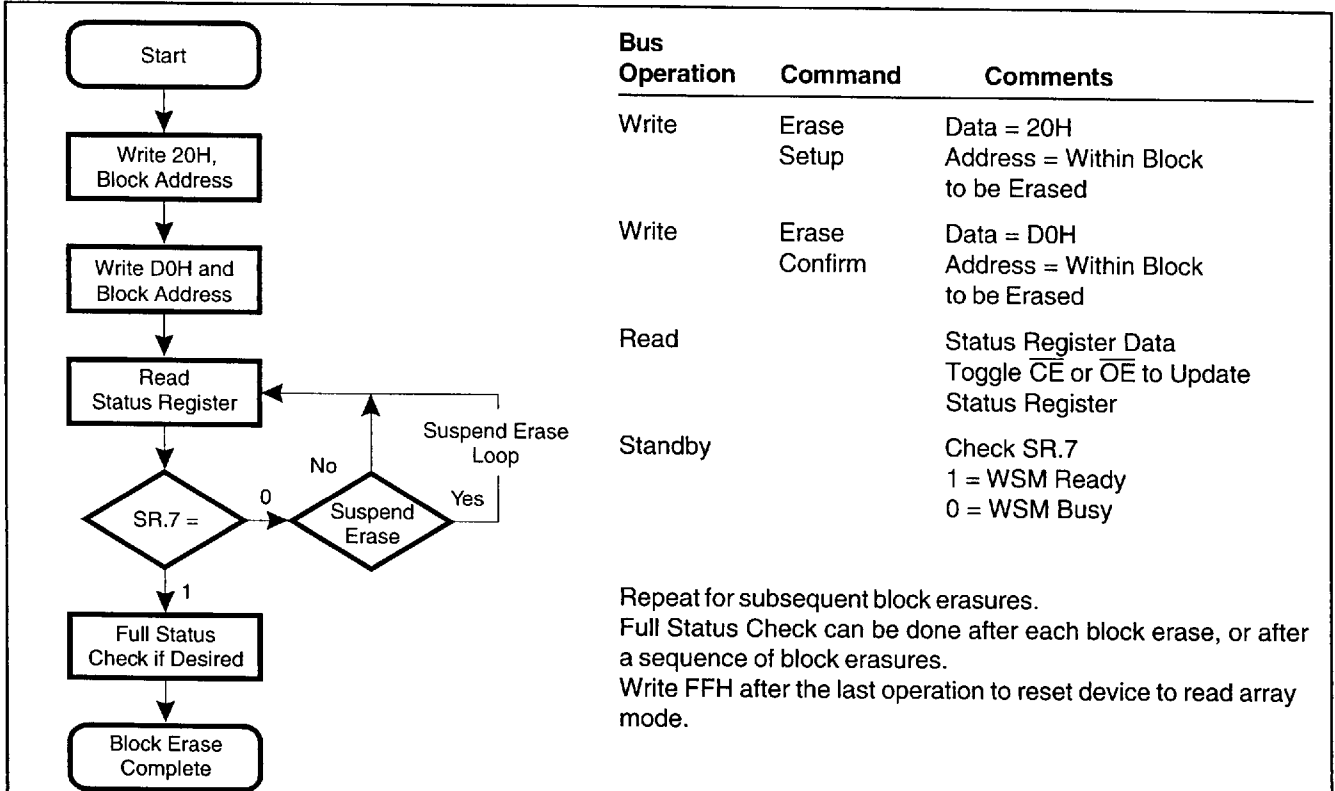 Start
Write 20H,
Block Address
Write D0H and
Block Address
Read
Status Register
Suspend Erase
Loop
No
0
Yes
SR.7 =
Suspend
Erase
1
Full Status
Check if Desired
Block Erase
Complete
Bus
Operation Command Comments
Write Erase Data = 20H
Setup Address = Within Block
to be Erased
Write Erase Data = D0H
Confirm Address = Within Block
to be Erased
Read Status Register Data
Toggle C̅E̅ or O̅E̅ to Update
Status Register
Standby Check SR.7
1 = WSM Ready
0 = WSM Busy
Repeat for subsequent block erasures.
Full Status Check can be done after each block erase, or after
a sequence of block erasures.
Write FFH after the last operation to reset device to read array
mode.